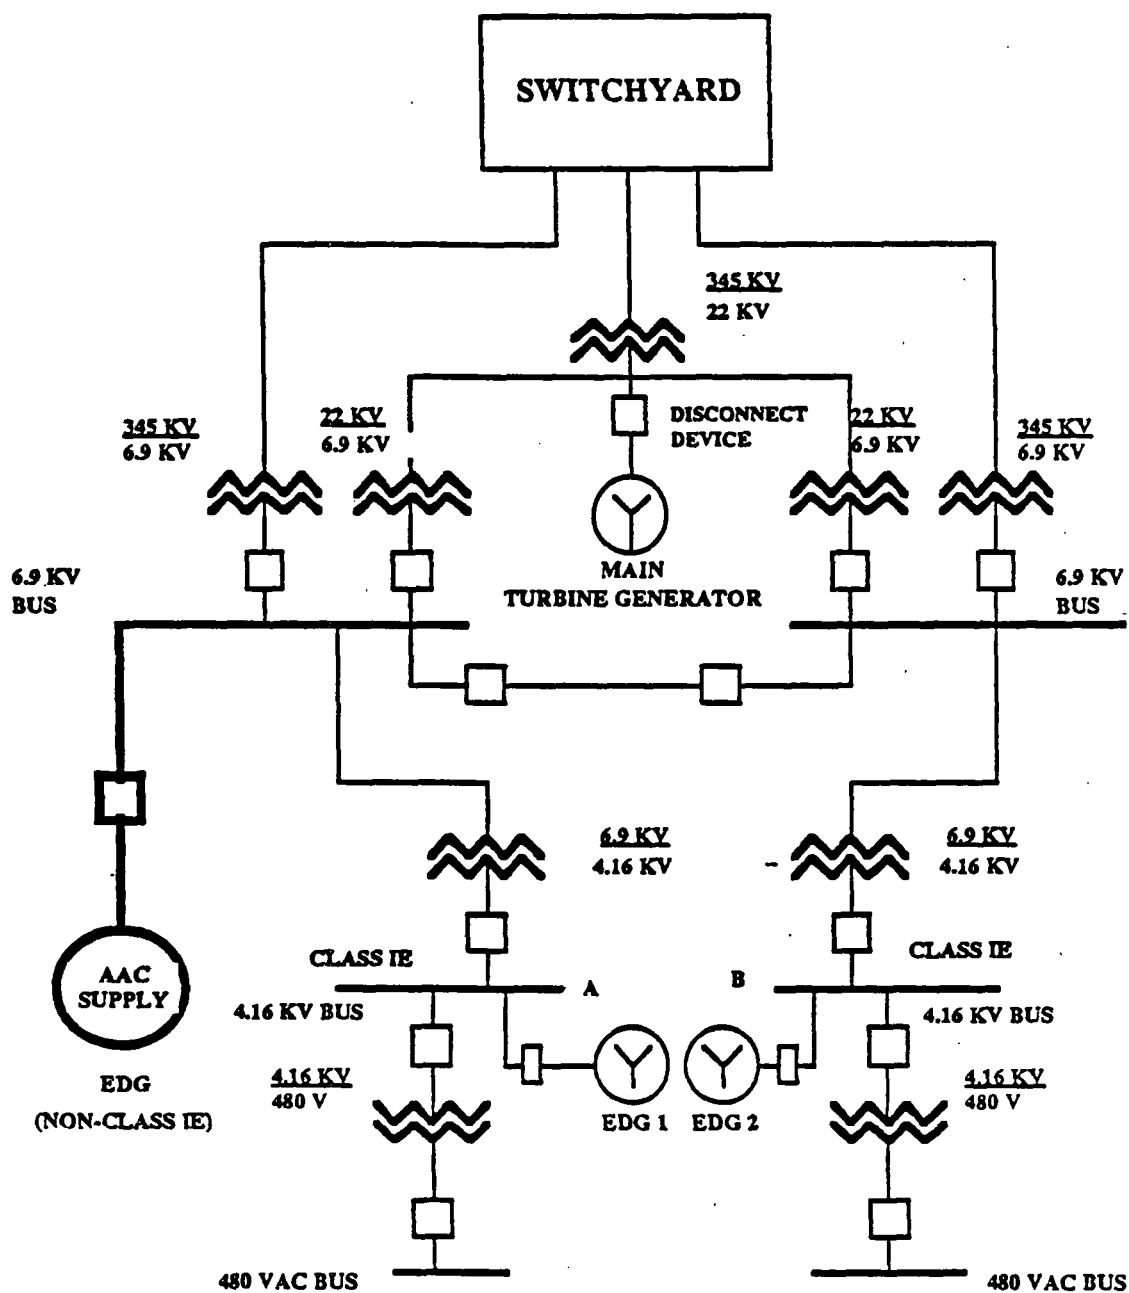 SWITCHYARD
345 KV
22 KV
345 KV
6.9 KV
22 KV
6.9 KV
DISCONNECT
DEVICE
22 KV
6.9 KV
345 KV
6.9 KV
MAIN
TURBINE GENERATOR
6.9 KV
BUS
6.9 KV
BUS
6.9 KV
4.16 KV
6.9 KV
4.16 KV
CLASS IE
A
B
CLASS IE
AAC
SUPPLY
4.16 KV BUS
4.16 KV BUS
EDG
(NON-CLASS IE)
4.16 KV
480 V
EDG 1
EDG 2
4.16 KV
480 V
480 VAC BUS
480 VAC BUS